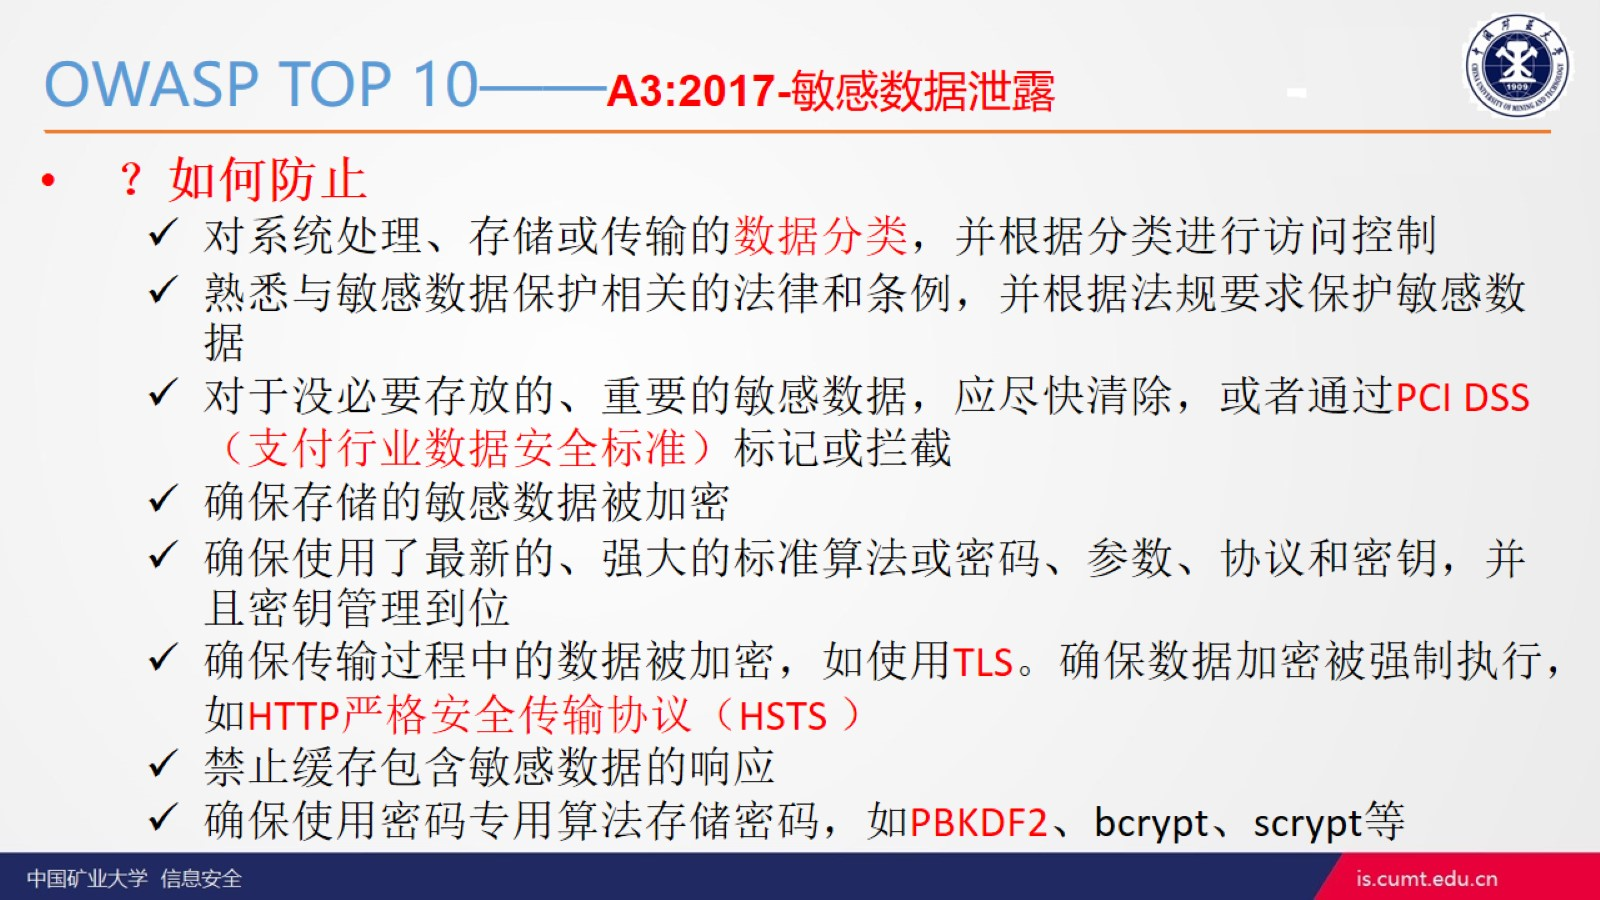 OWASP TOP 10——A3:2017-敏感数据泄露
• ？如何防止
✓ 对系统处理、存储或传输的数据分类，并根据分类进行访问控制
✓ 熟悉与敏感数据保护相关的法律和条例，并根据法规要求保护敏感数
据
✓ 对于没必要存放的、重要的敏感数据，应尽快清除，或者通过PCI DSS
（支付行业数据安全标准）标记或拦截
✓ 确保存储的敏感数据被加密
✓ 确保使用了最新的、强大的标准算法或密码、参数、协议和密钥，并
且密钥管理到位
✓ 确保传输过程中的数据被加密，如使用TLS。确保数据加密被强制执行，
如HTTP严格安全传输协议（HSTS ）
✓ 禁止缓存包含敏感数据的响应
✓ 确保使用密码专用算法存储密码，如PBKDF2、bcrypt、scrypt等
中国矿业大学 信息安全
is.cumt.edu.cn
中国矿业大学
CHINA UNIVERSITY OF MINING AND TECHNOLOGY
1909